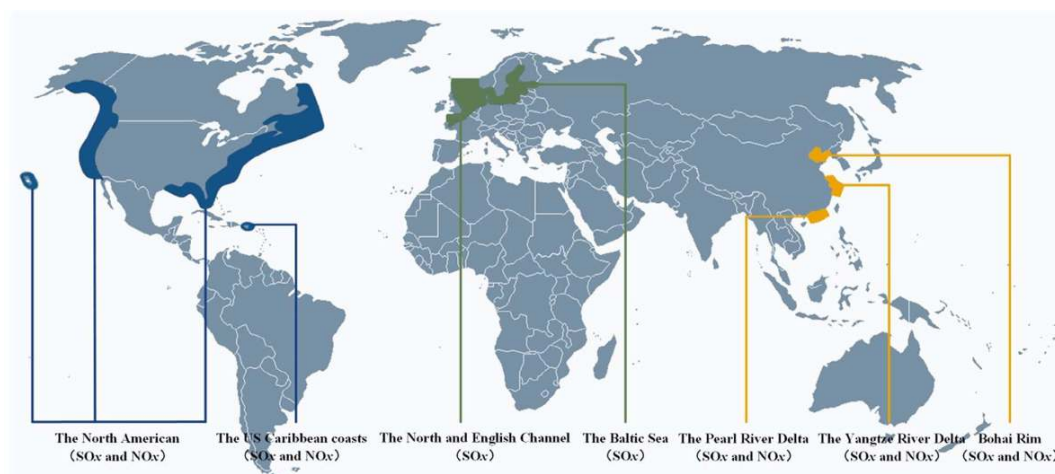 The North American
（SOx and NOx）
The US Caribbean coasts
（SOx and NOx）
The North and English Channel
（SOx）
The Baltic Sea
（SOx）
The Pearl River Delta
（SOx and NOx）
The Yangtze River Delta
（SOx and NOx）
Bohai Rim
（SOx and NOx）